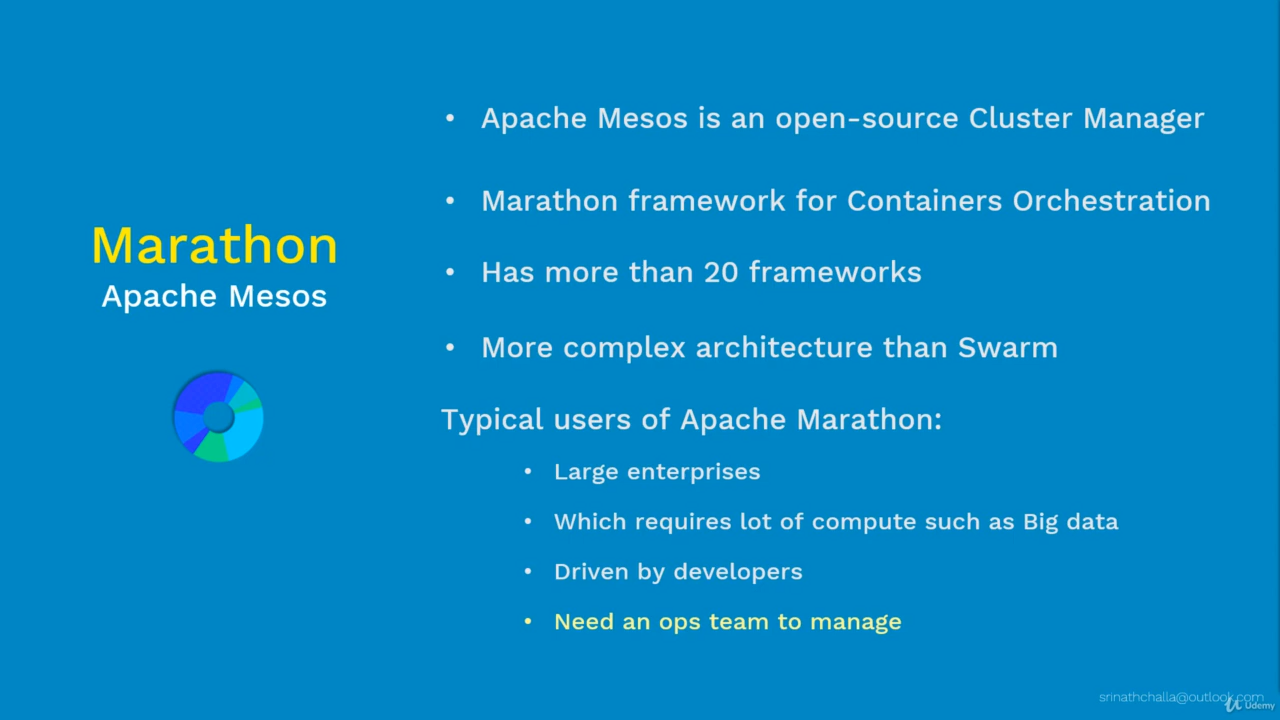 Marathon
Apache Mesos
• Apache Mesos is an open-source Cluster Manager
• Marathon framework for Containers Orchestration
• Has more than 20 frameworks
• More complex architecture than Swarm
Typical users of Apache Marathon:
• Large enterprises
• Which requires lot of compute such as Big data
• Driven by developers
• Need an ops team to manage
srinathchalla@outlook.com
Udemy